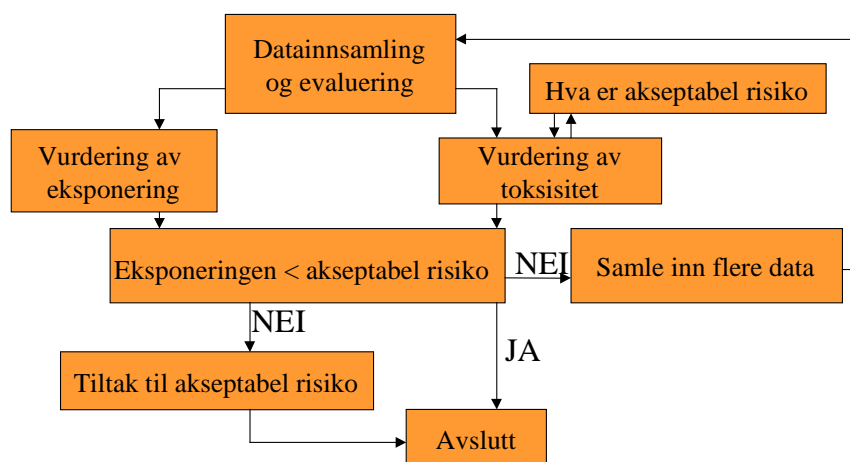 Datainnsamling
og evaluering
Hva er akseptabel risiko
Vurdering av
eksponering
Vurdering av
toksisitet
Eksponeringen < akseptabel risiko
NEI
Samle inn flere data
NEI
JA
Tiltak til akseptabel risiko
Avslutt